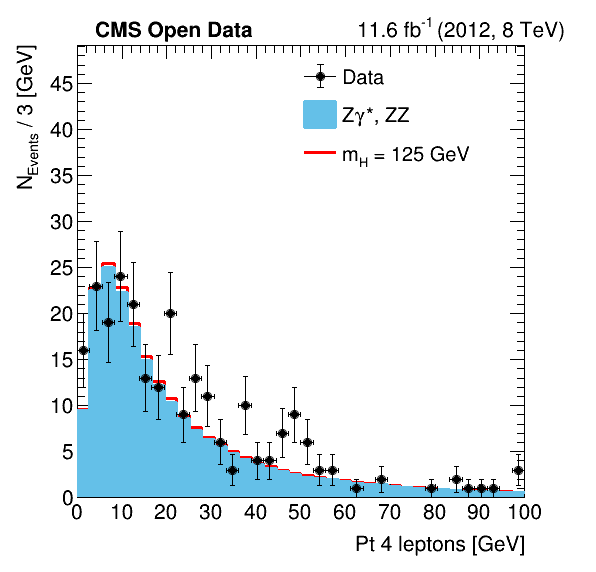 CMS Open Data 11.6 fb⁻¹ (2012, 8 TeV)
N_Events / 3 [GeV]
Data
Zγ*, ZZ
m_H = 125 GeV
45
40
35
30
25
20
15
10
5
0
0 10 20 30 40 50 60 70 80 90 100
Pt 4 leptons [GeV]